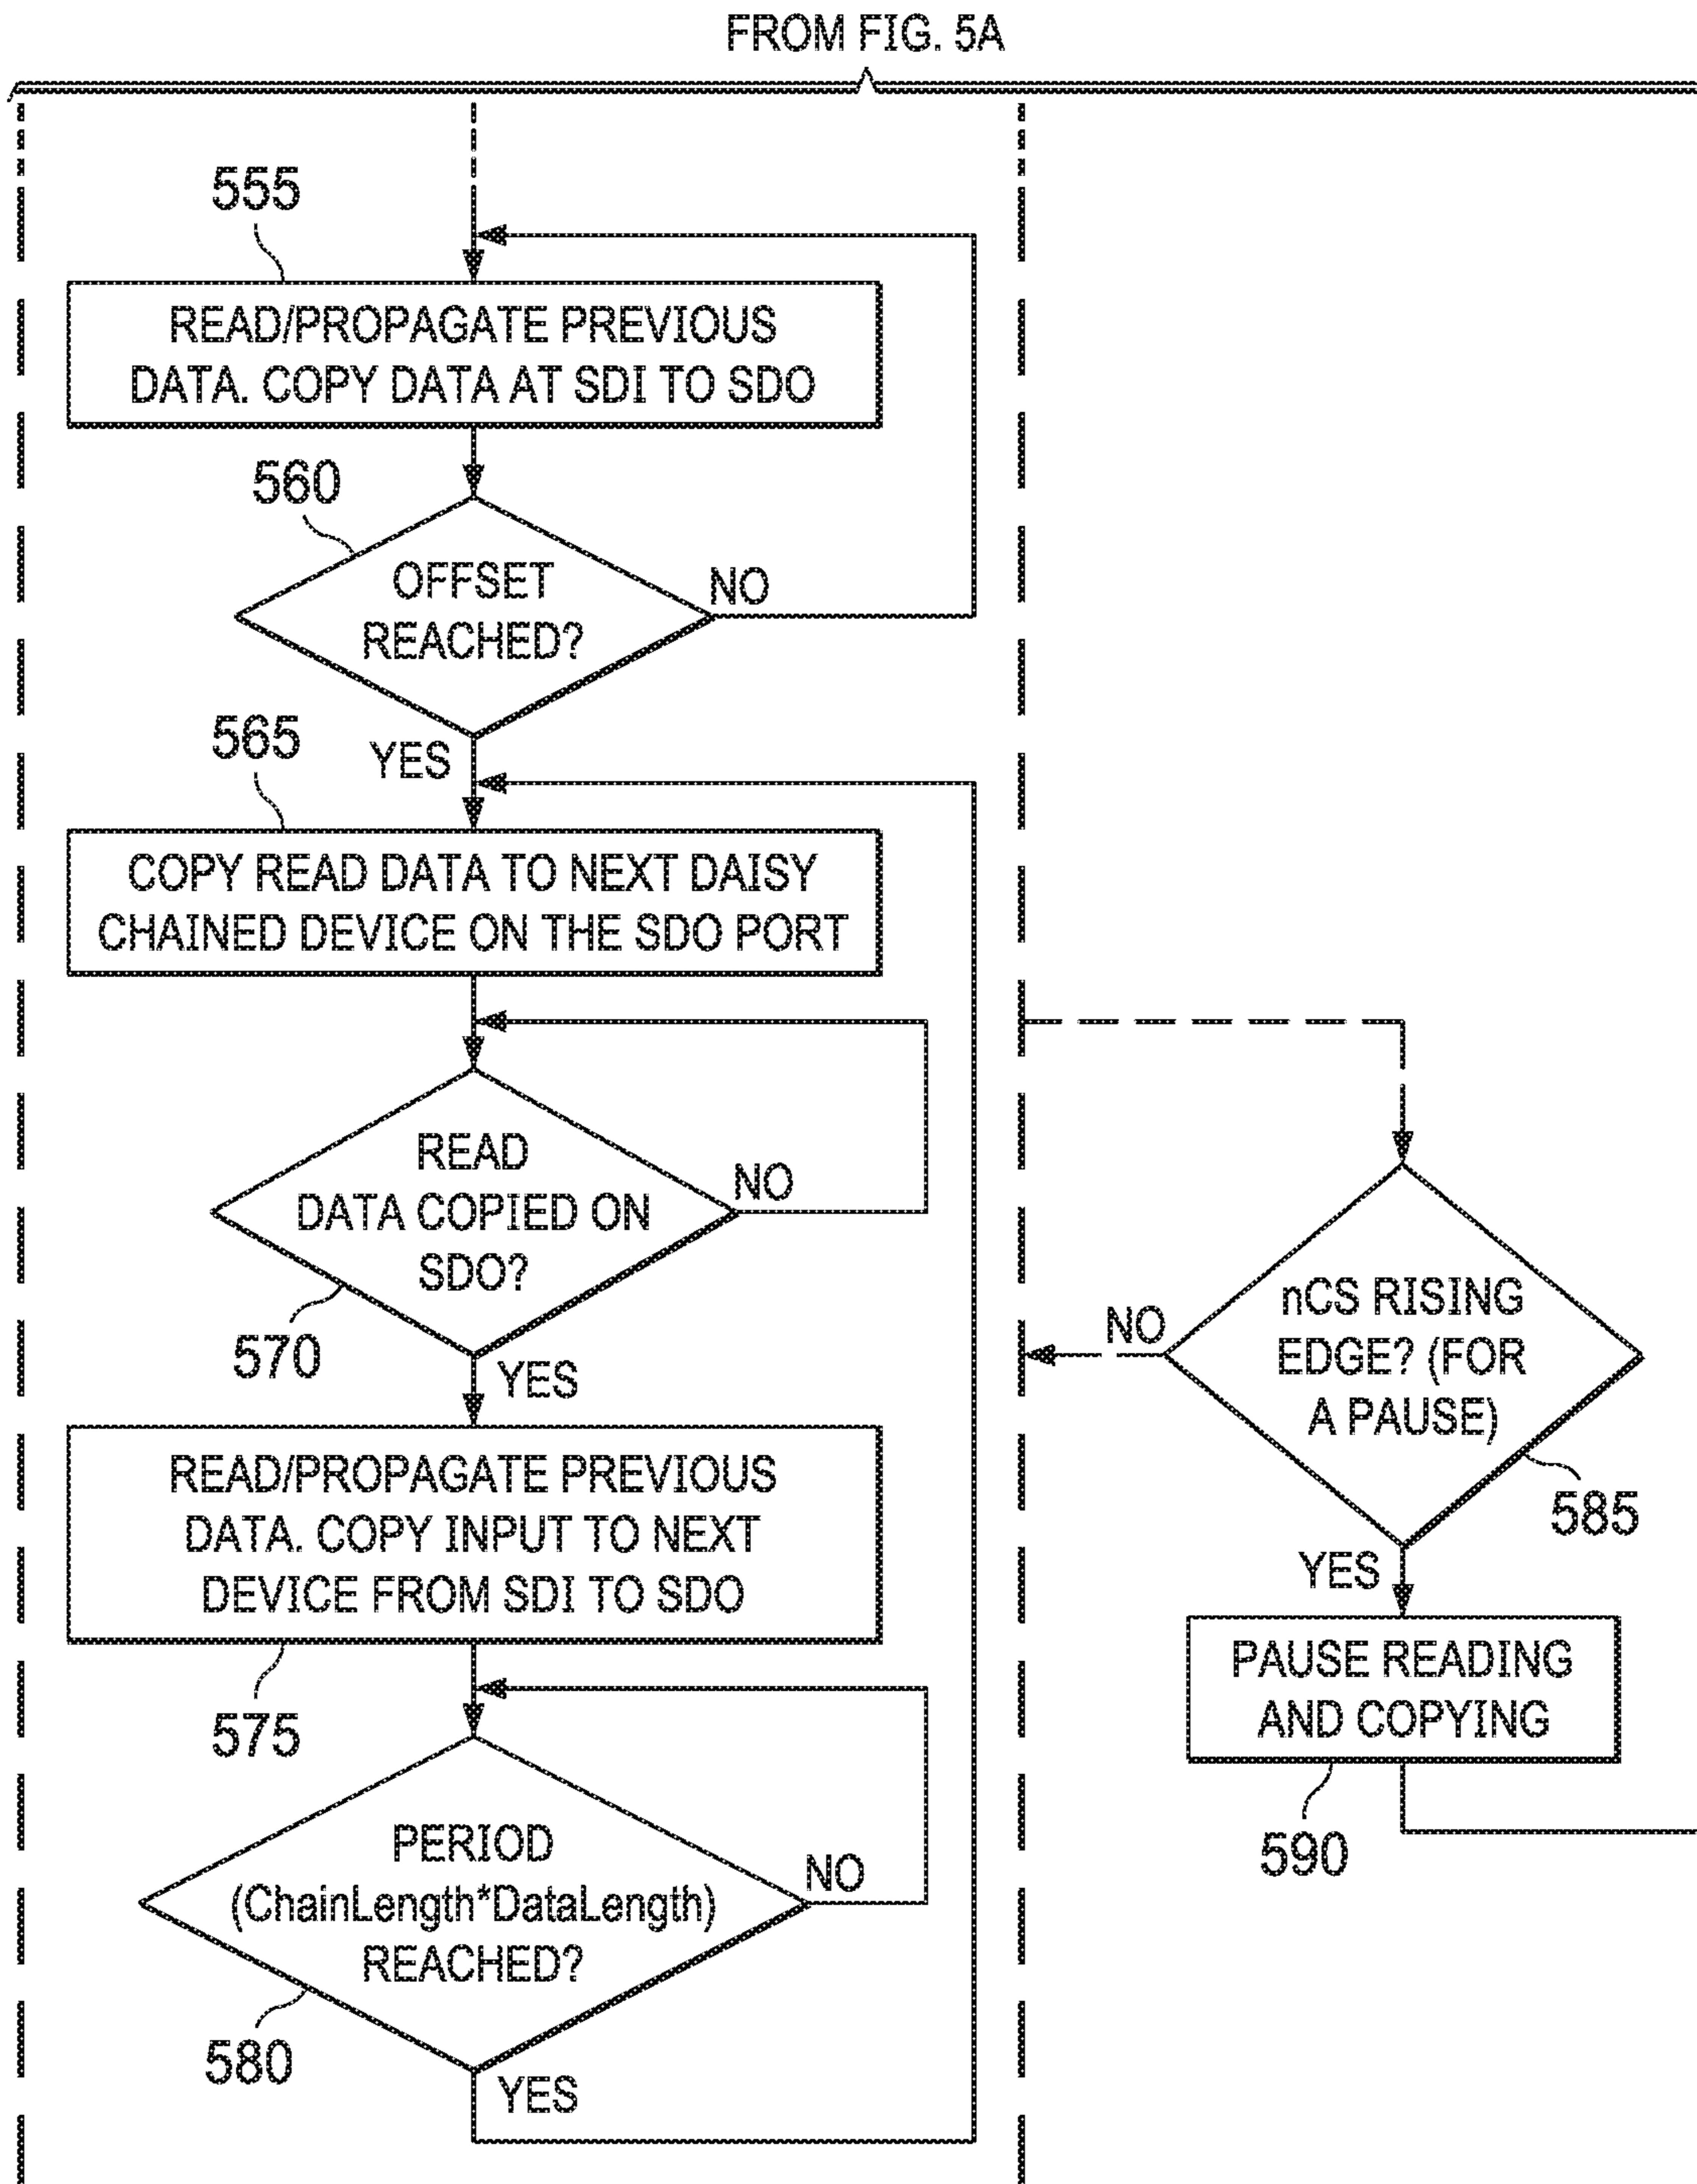 FROM FIG. 5A
555
READ/PROPAGATE PREVIOUS
DATA. COPY DATA AT SDI TO SDO
560
OFFSET
REACHED?
NO
YES
565
COPY READ DATA TO NEXT DAISY
CHAINED DEVICE ON THE SDO PORT
READ
DATA COPIED ON
SDO?
NO
570
YES
READ/PROPAGATE PREVIOUS
DATA. COPY INPUT TO NEXT
DEVICE FROM SDI TO SDO
575
PERIOD
(ChainLength*DataLength)
REACHED?
NO
580
YES
nCS RISING
EDGE? (FOR
A PAUSE)
NO
585
YES
PAUSE READING
AND COPYING
590